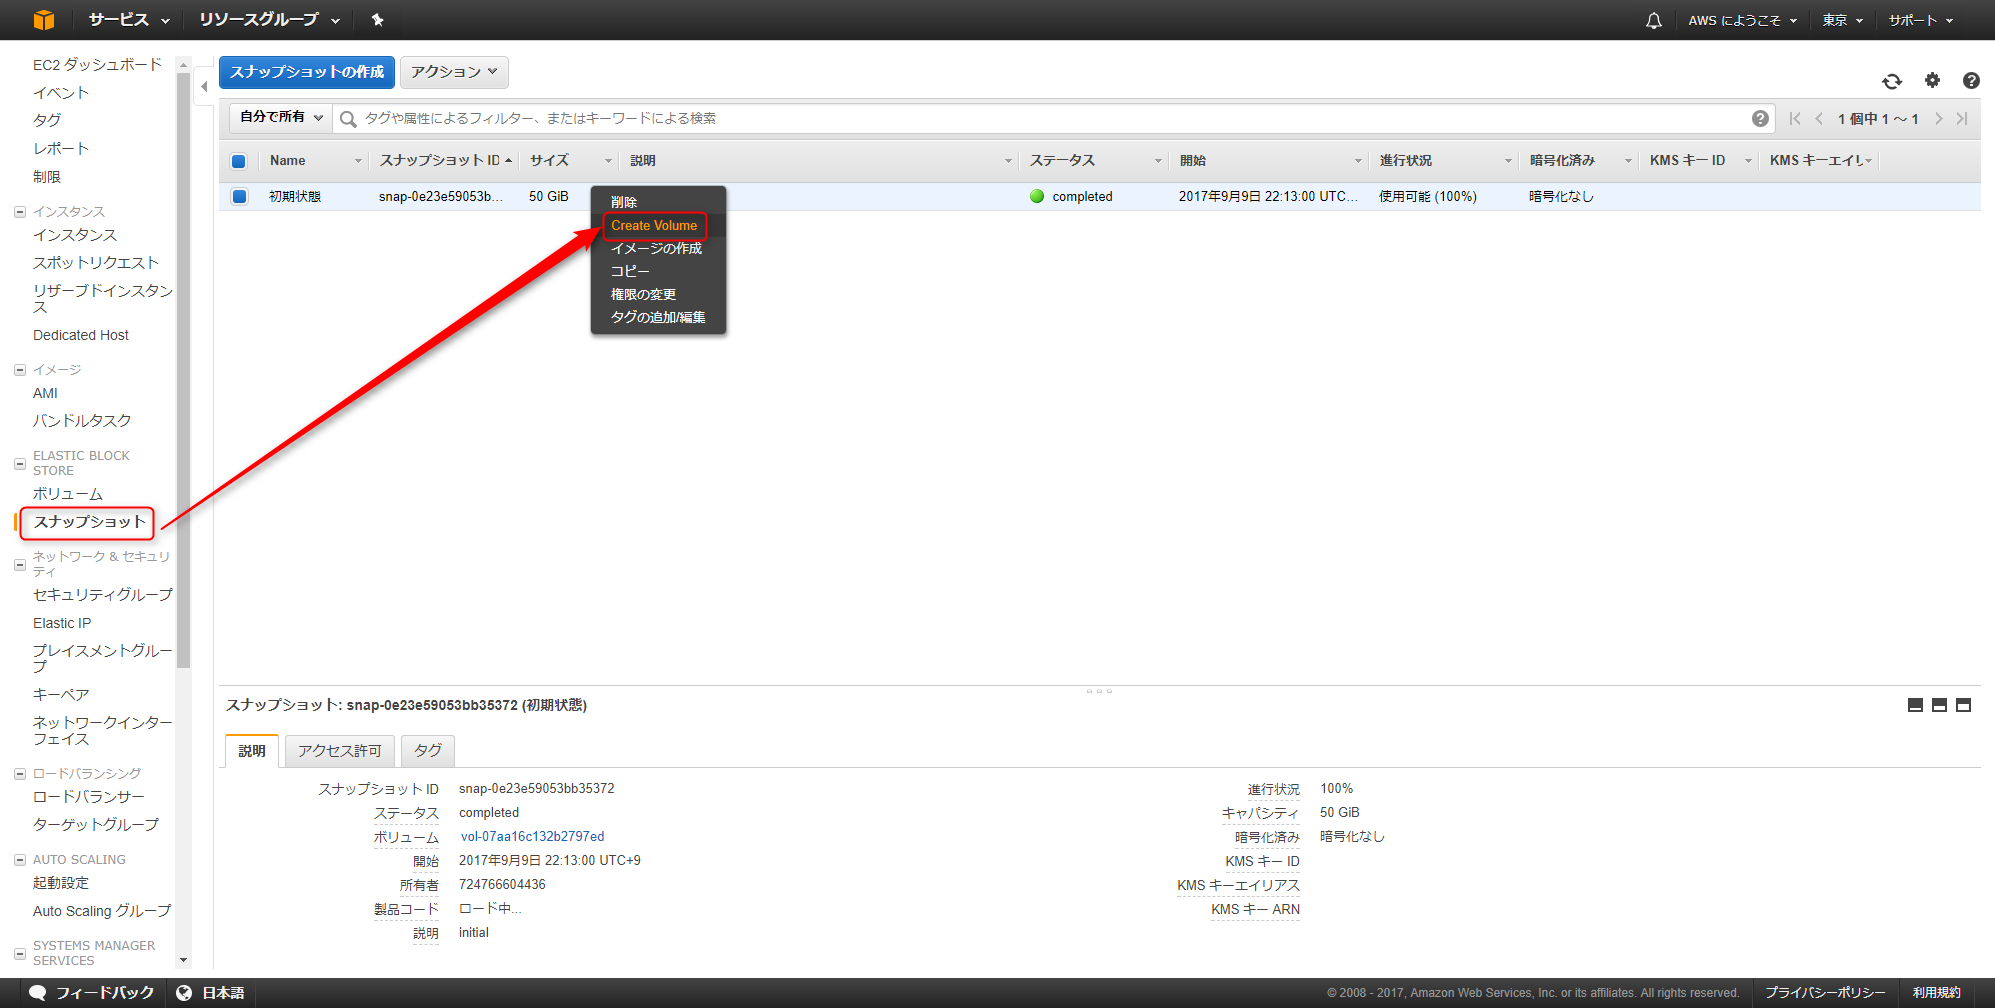 サービス
リソースグループ
AWS にようこそ
東京
サポート
EC2 ダッシュボード
イベント
タグ
レポート
制限
インスタンス
インスタンス
スポットリクエスト
リザーブドインスタン
ス
Dedicated Host
イメージ
AMI
バンドルタスク
ELASTIC BLOCK
STORE
ボリューム
スナップショット
ネットワーク & セキュリ
ティ
セキュリティグループ
Elastic IP
プレイスメントグルー
プ
キーペア
ネットワークインター
フェイス
ロードバランシング
ロードバランサー
ターゲットグループ
AUTO SCALING
起動設定
Auto Scaling グループ
SYSTEMS MANAGER
SERVICES
スナップショットの作成
アクション
自分で所有
タグや属性によるフィルター、またはキーワードによる検索
1 個中 1 ～ 1
Name
スナップショット ID
サイズ
説明
ステータス
開始
進行状況
暗号化済み
KMS キー ID
KMS キーエイリ
初期状態
snap-0e23e59053b...
50 GiB
completed
2017年9月9日 22:13:00 UTC...
使用可能 (100%)
暗号化なし
削除
Create Volume
イメージの作成
コピー
権限の変更
タグの追加/編集
スナップショット: snap-0e23e59053bb35372 (初期状態)
説明
アクセス許可
タグ
スナップショット ID snap-0e23e59053bb35372
ステータス completed
ボリューム vol-07aa16c132b2797ed
開始 2017年9月9日 22:13:00 UTC+9
所有者 724766604436
製品コード ロード中...
説明 initial
進行状況 100%
キャパシティ 50 GiB
暗号化済み 暗号化なし
KMS キー ID
KMS キーエイリアス
KMS キー ARN
フィードバック
日本語
© 2008 - 2017, Amazon Web Services, Inc. or its affiliates. All rights reserved.
プライバシーポリシー
利用規約